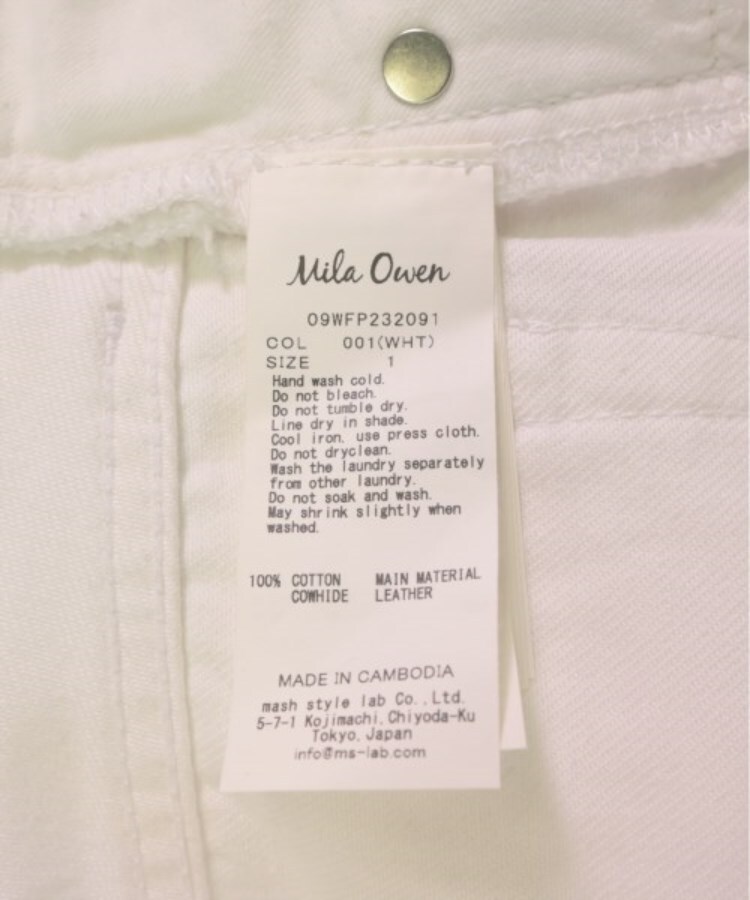 Mila Owen
09WFP232091
COL 001(WHT)
SIZE 1
Hand wash cold.
Do not bleach.
Do not tumble dry.
Line dry in shade.
Cool iron. use press cloth.
Do not dryclean.
Wash the laundry separately
from other laundry.
Do not soak and wash.
May shrink slightly when
washed.
100% COTTON MAIN MATERIAL
COWHIDE LEATHER
MADE IN CAMBODIA
mash style lab Co.,Ltd.
5-7-1 Kojimachi,Chiyoda-Ku
Tokyo,Japan
info@ms-lab.com